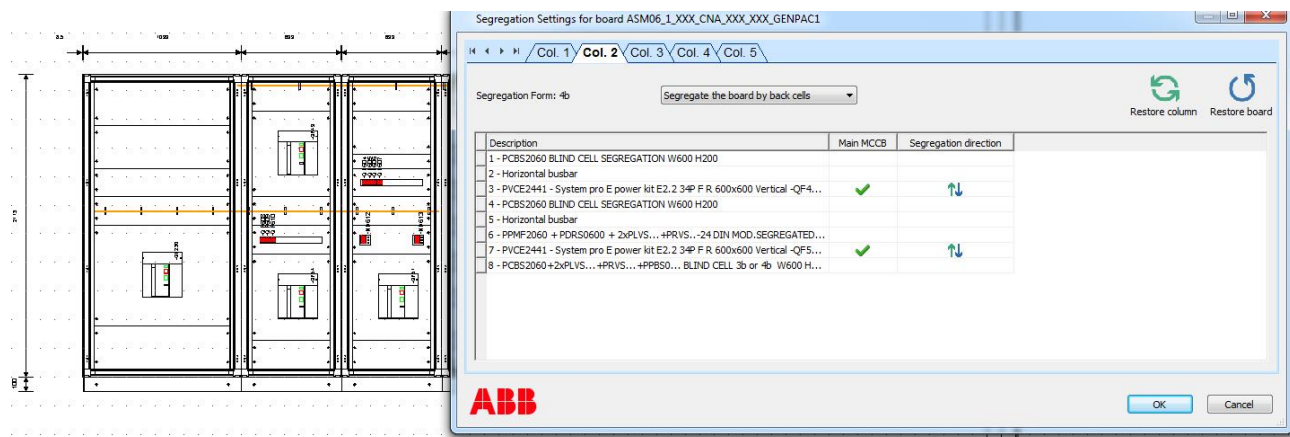 Segregation Settings for board ASM06_1_XXX_CNA_XXX_XXX_GENPAC1
Col. 1 Col. 2 Col. 3 Col. 4 Col. 5
Segregation Form: 4b
Segregate the board by back cells
Restore column
Restore board
Description Main MCCB Segregation direction
1 - PCBS2060 BLIND CELL SEGREGATION W600 H200
2 - Horizontal busbar
3 - PVCE2441 - System pro E power kit E2.2 34P F R 600x600 Vertical -QF4...
4 - PCBS2060 BLIND CELL SEGREGATION W600 H200
5 - Horizontal busbar
6 - PPMF2060 + PDRS0600 + 2xPLVS...+PRVS..-24 DIN MOD.SEGREGATED...
7 - PVCE2441 - System pro E power kit E2.2 34P F R 600x600 Vertical -QF5...
8 - PCBS2060+2xPLVS...+PRVS...+PPBS0... BLIND CELL 3b or 4b W600 H...
ABB
OK
Cancel